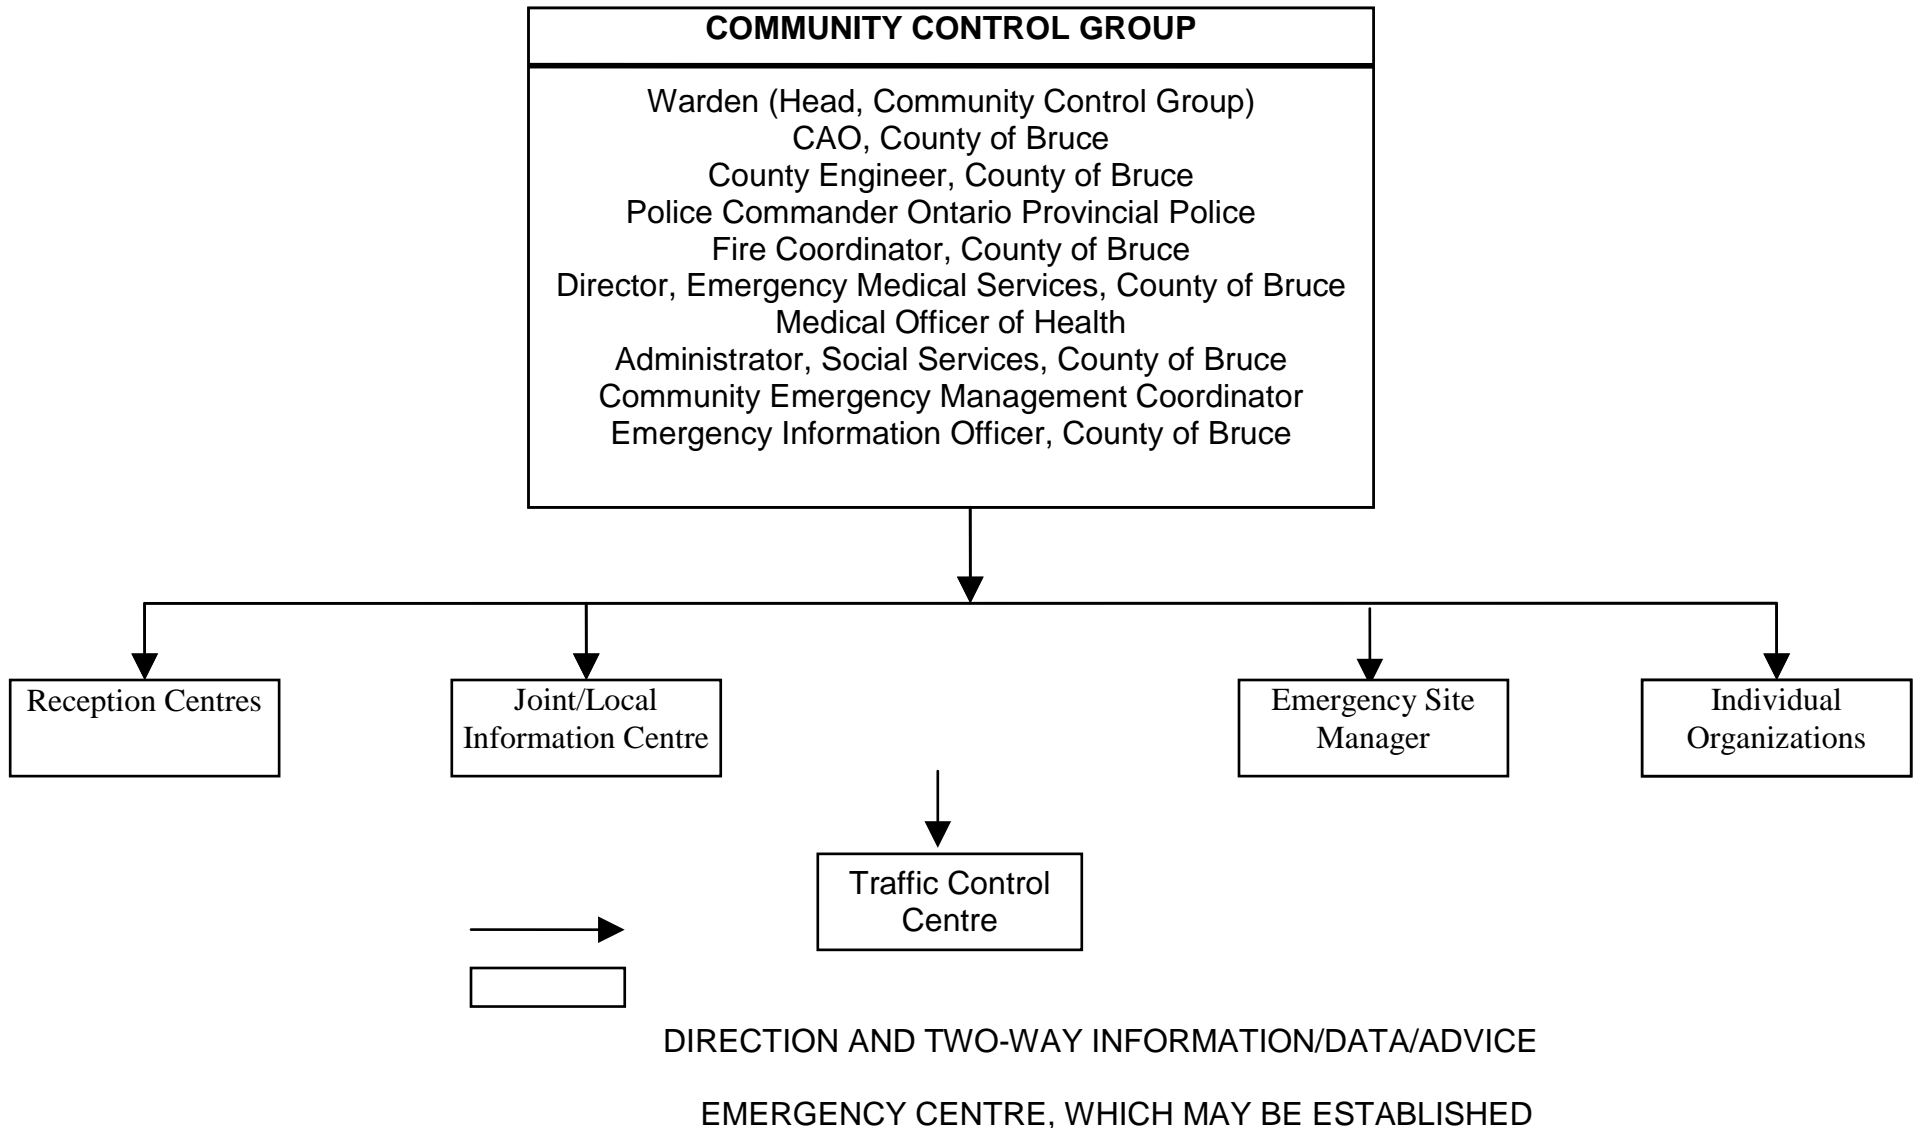 COMMUNITY CONTROL GROUP
Warden (Head, Community Control Group)
CAO, County of Bruce
County Engineer, County of Bruce
Police Commander Ontario Provincial Police
Fire Coordinator, County of Bruce
Director, Emergency Medical Services, County of Bruce
Medical Officer of Health
Administrator, Social Services, County of Bruce
Community Emergency Management Coordinator
Emergency Information Officer, County of Bruce
Reception Centres
Joint/Local
Information Centre
Emergency Site
Manager
Individual
Organizations
Traffic Control
Centre
DIRECTION AND TWO-WAY INFORMATION/DATA/ADVICE
EMERGENCY CENTRE, WHICH MAY BE ESTABLISHED